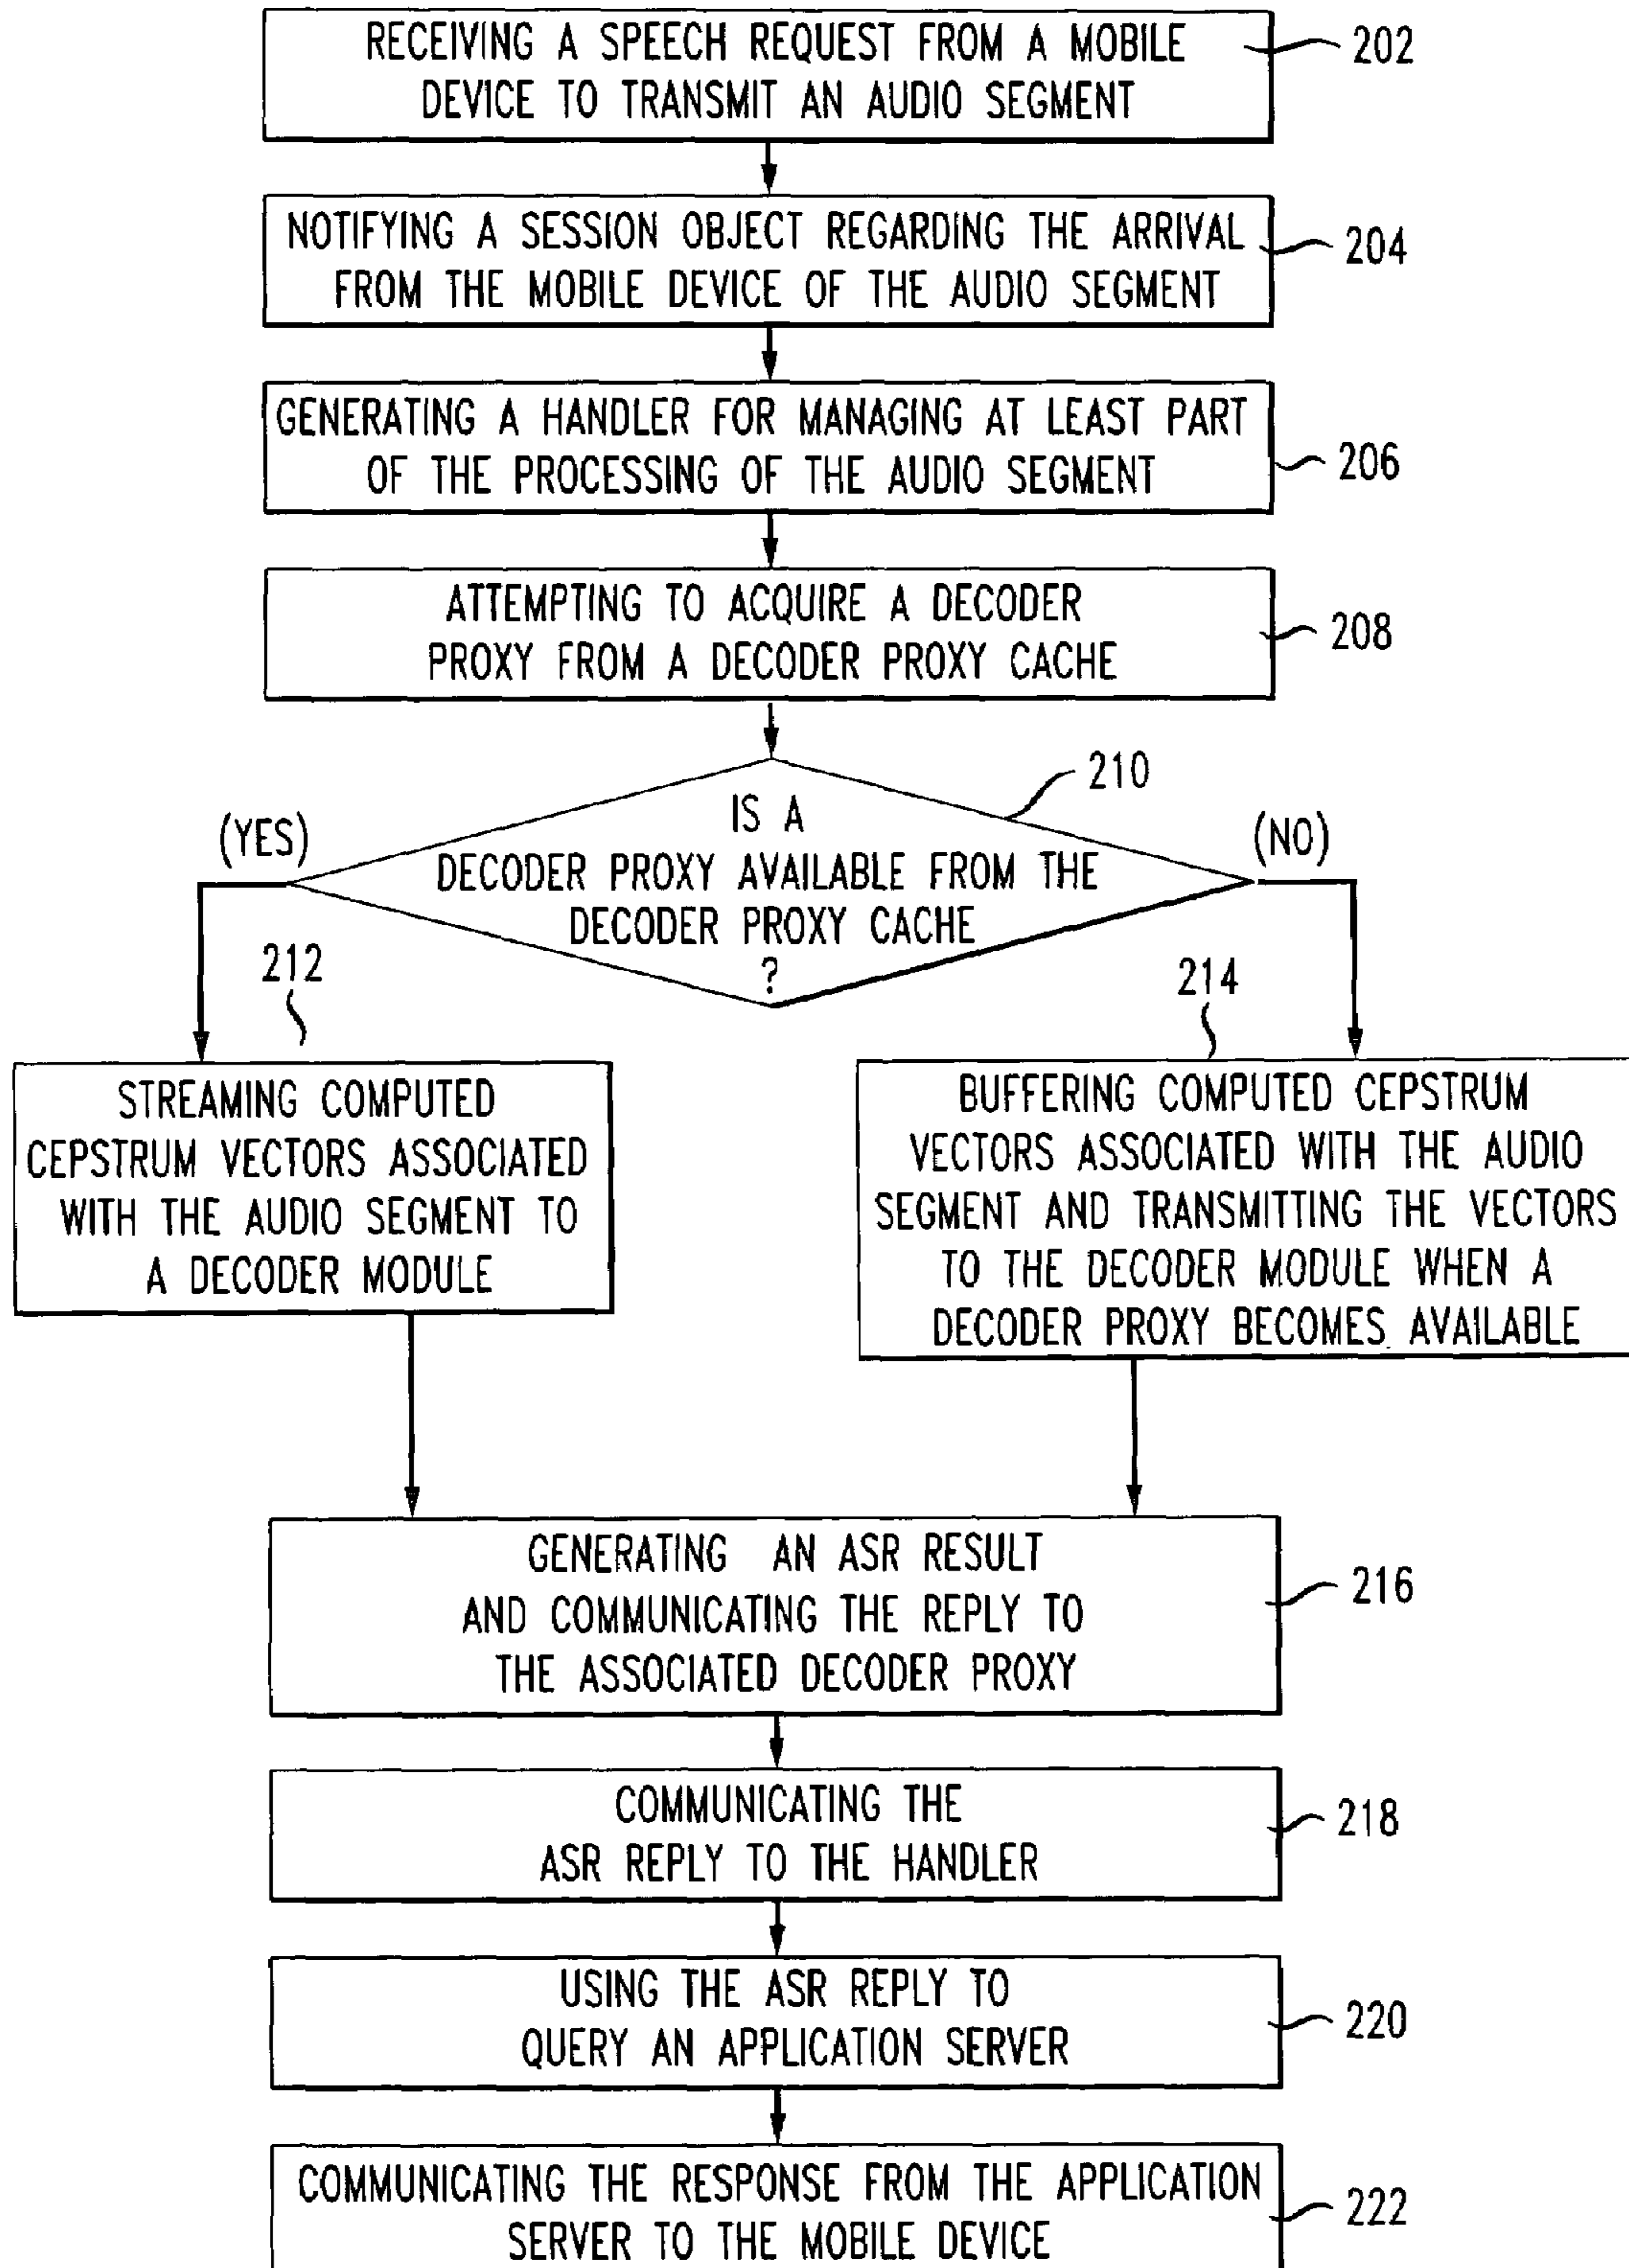 RECEIVING A SPEECH REQUEST FROM A MOBILE
DEVICE TO TRANSMIT AN AUDIO SEGMENT
202
NOTIFYING A SESSION OBJECT REGARDING THE ARRIVAL
FROM THE MOBILE DEVICE OF THE AUDIO SEGMENT
204
GENERATING A HANDLER FOR MANAGING AT LEAST PART
OF THE PROCESSING OF THE AUDIO SEGMENT
206
ATTEMPTING TO ACQUIRE A DECODER
PROXY FROM A DECODER PROXY CACHE
208
210
IS A
DECODER PROXY AVAILABLE FROM THE
DECODER PROXY CACHE
?
(YES)
(NO)
212
STREAMING COMPUTED
CEPSTRUM VECTORS ASSOCIATED
WITH THE AUDIO SEGMENT TO
A DECODER MODULE
214
BUFFERING COMPUTED CEPSTRUM
VECTORS ASSOCIATED WITH THE AUDIO
SEGMENT AND TRANSMITTING THE VECTORS
TO THE DECODER MODULE WHEN A
DECODER PROXY BECOMES AVAILABLE
GENERATING AN ASR RESULT
AND COMMUNICATING THE REPLY TO
THE ASSOCIATED DECODER PROXY
216
COMMUNICATING THE
ASR REPLY TO THE HANDLER
218
USING THE ASR REPLY TO
QUERY AN APPLICATION SERVER
220
COMMUNICATING THE RESPONSE FROM THE APPLICATION
SERVER TO THE MOBILE DEVICE
222